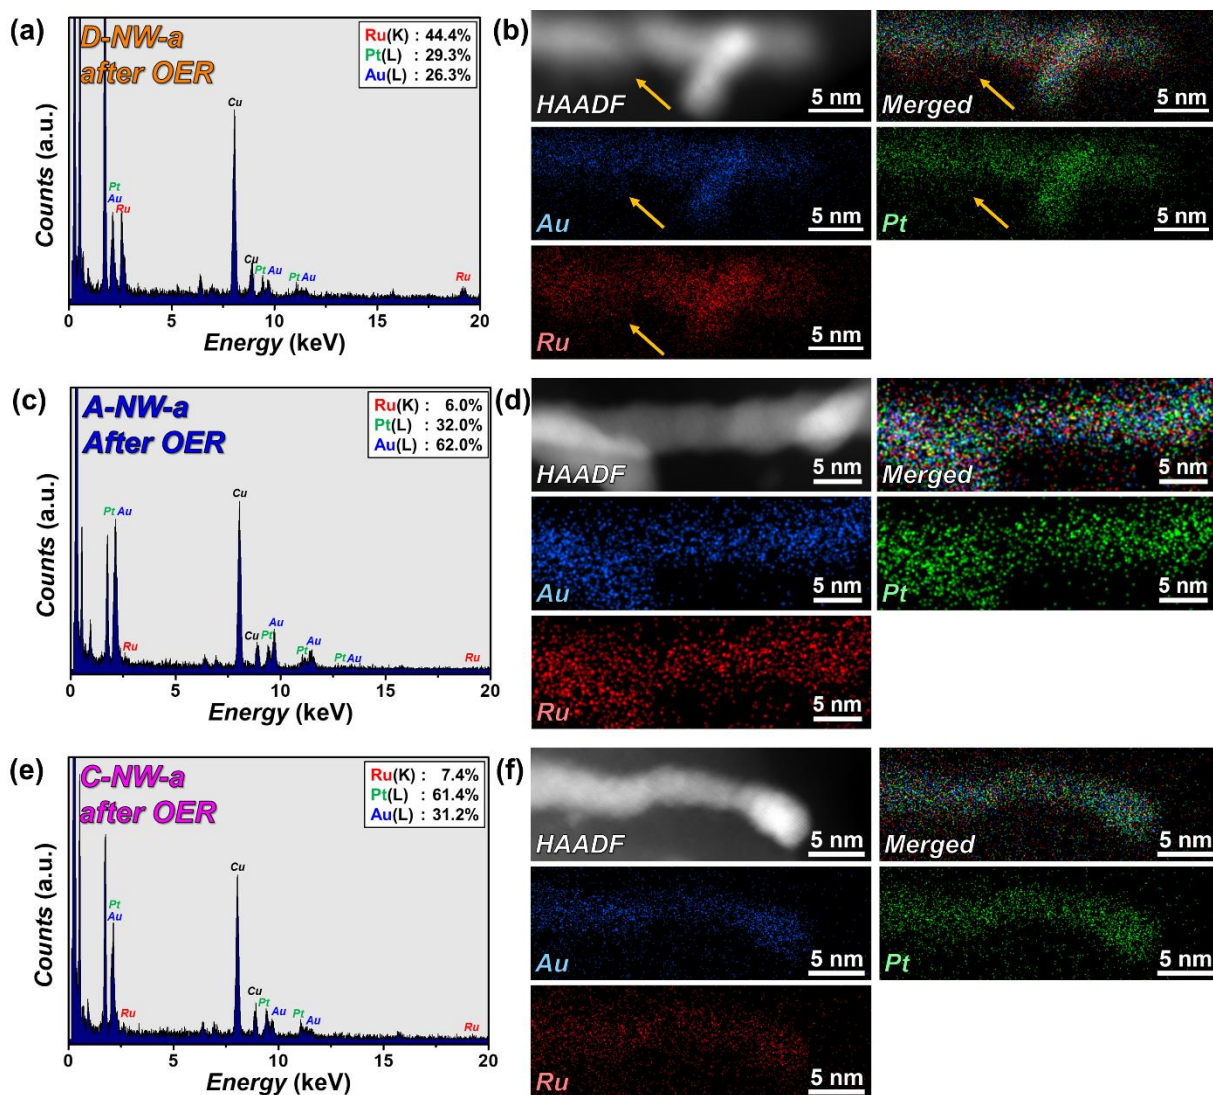 (a)
D-NW-a
after OER
Ru(K) : 44.4%
Pt(L) : 29.3%
Au(L) : 26.3%
Counts (a.u.)
Cu
Pt
Au
Ru
Cu
Pt Au
Pt Au
Ru
0 5 10 15 20
Energy (keV)
(b)
HAADF
5 nm
Merged
5 nm
Au
5 nm
Pt
5 nm
Ru
5 nm
(c)
A-NW-a
After OER
Ru(K) : 6.0%
Pt(L) : 32.0%
Au(L) : 62.0%
Counts (a.u.)
Cu
Pt Au
Ru
Cu
Pt
Au
Pt
Au
Pt Au
Ru
0 5 10 15 20
Energy (keV)
(d)
HAADF
5 nm
Merged
5 nm
Au
5 nm
Pt
5 nm
Ru
5 nm
(e)
C-NW-a
after OER
Ru(K) : 7.4%
Pt(L) : 61.4%
Au(L) : 31.2%
Counts (a.u.)
Cu
Pt
Au
Ru
Cu
Pt
Au
Pt
Au
Ru
0 5 10 15 20
Energy (keV)
(f)
HAADF
5 nm
Merged
5 nm
Au
5 nm
Pt
5 nm
Ru
5 nm